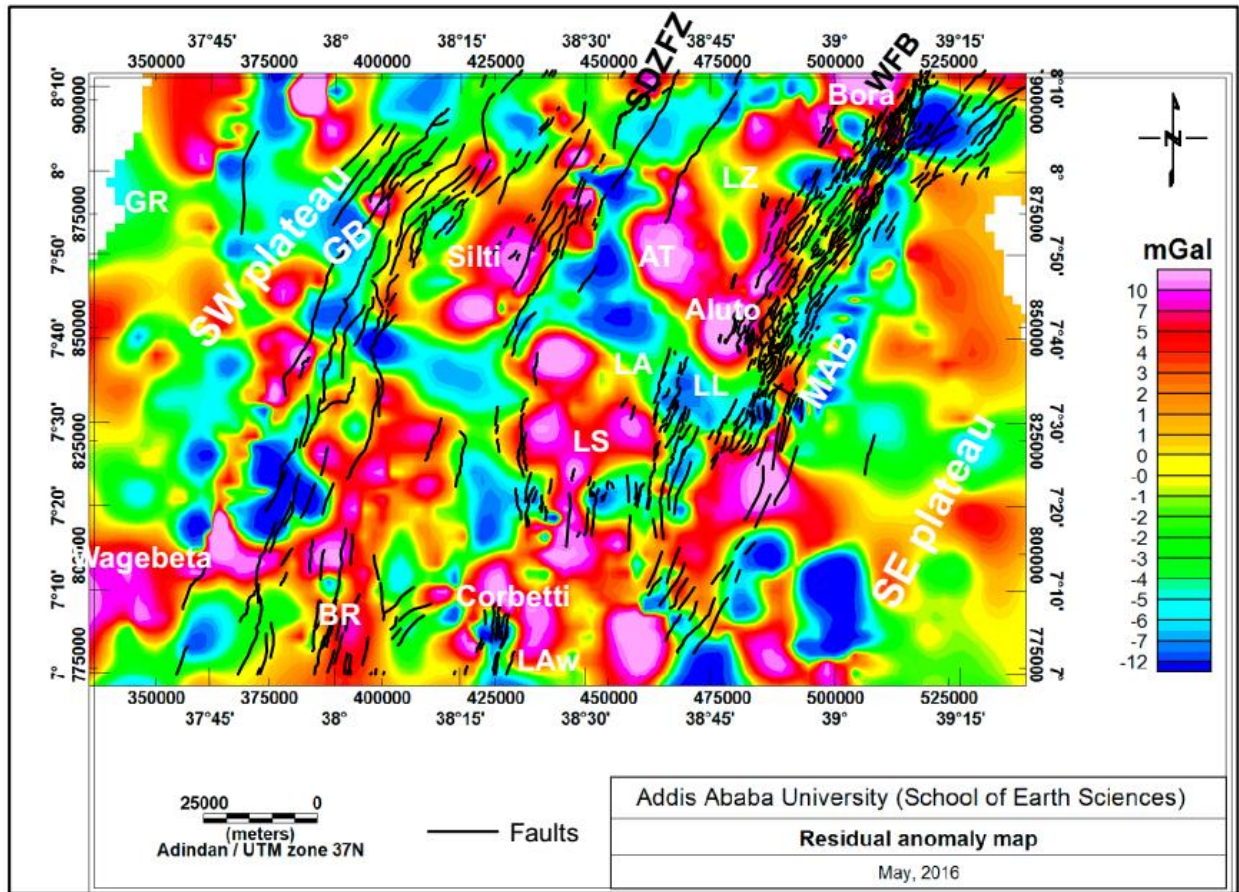 37°45' 38° 38°15' 38°30' 38°45' 39° 39°15'
350000 375000 400000 425000 450000 475000 500000 525000
SDZFZ
WFB
Bora
8°10'
900000
8°
875000
7°50'
850000
7°40'
7°30'
825000
7°20'
800000
7°10'
775000
7°
8°10'
900000
8°
875000
7°50'
850000
7°40'
7°30'
825000
7°20'
800000
7°10'
775000
7°
GR
SW plateau
GB
Silti
LZ
AT
Aluto
LA
LL
MAB
LS
SE plateau
Wagebeta
Corbetti
BR
LAw
350000 375000 400000 425000 450000 475000 500000 525000
37°45' 38° 38°15' 38°30' 38°45' 39° 39°15'
N
mGal
10
7
5
4
3
2
1
1
0
-0
-1
-2
-2
-3
-4
-5
-6
-7
-12
25000 0
(meters)
Adindan / UTM zone 37N
Faults
Addis Ababa University (School of Earth Sciences)
Residual anomaly map
May, 2016